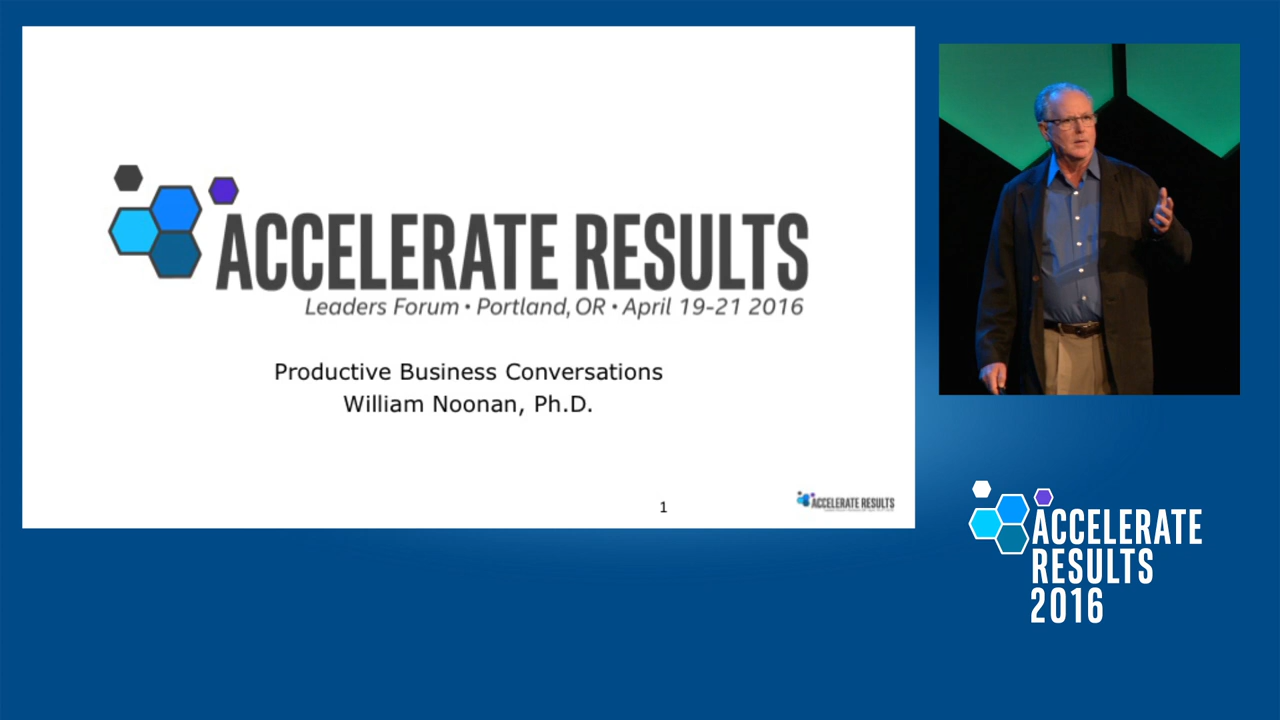 ACCELERATE RESULTS
Leaders Forum • Portland, OR • April 19-21 2016
Productive Business Conversations
William Noonan, Ph.D.
1
ACCELERATE RESULTS
ACCELERATE
RESULTS
2016